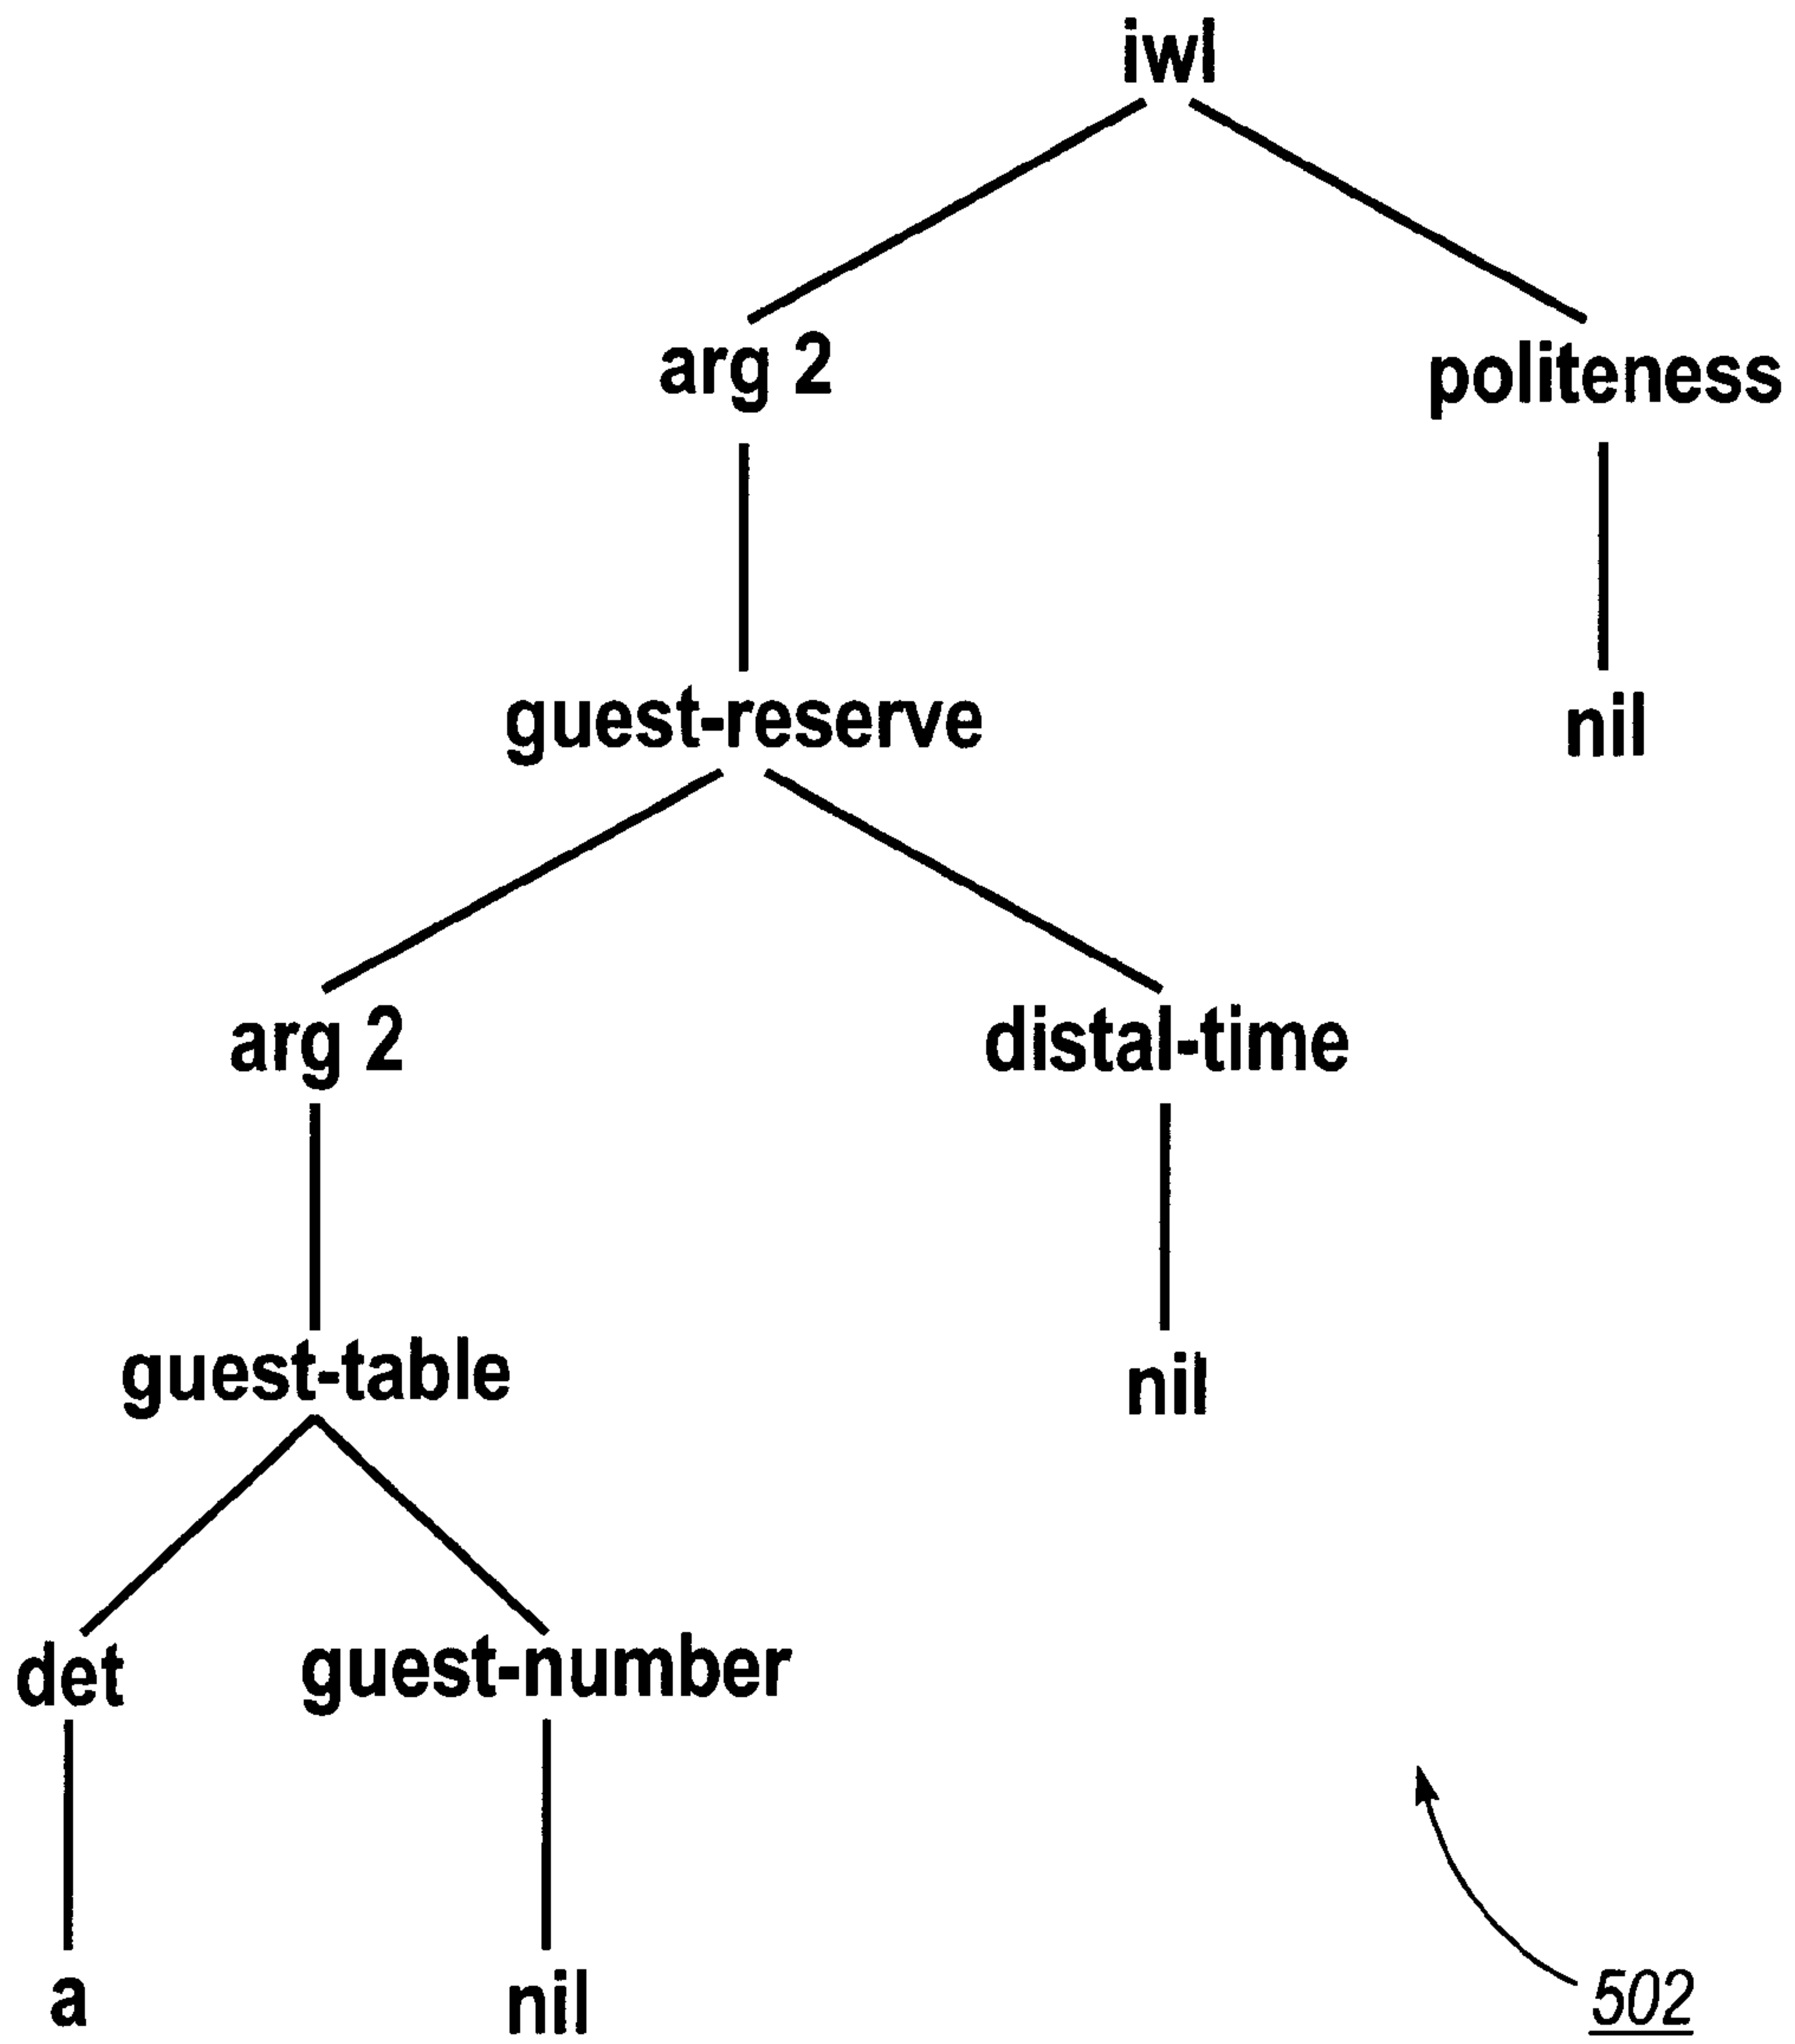 iwl
arg 2
politeness
guest-reserve
nil
arg 2
distal-time
guest-table
nil
det
guest-number
a
nil
502